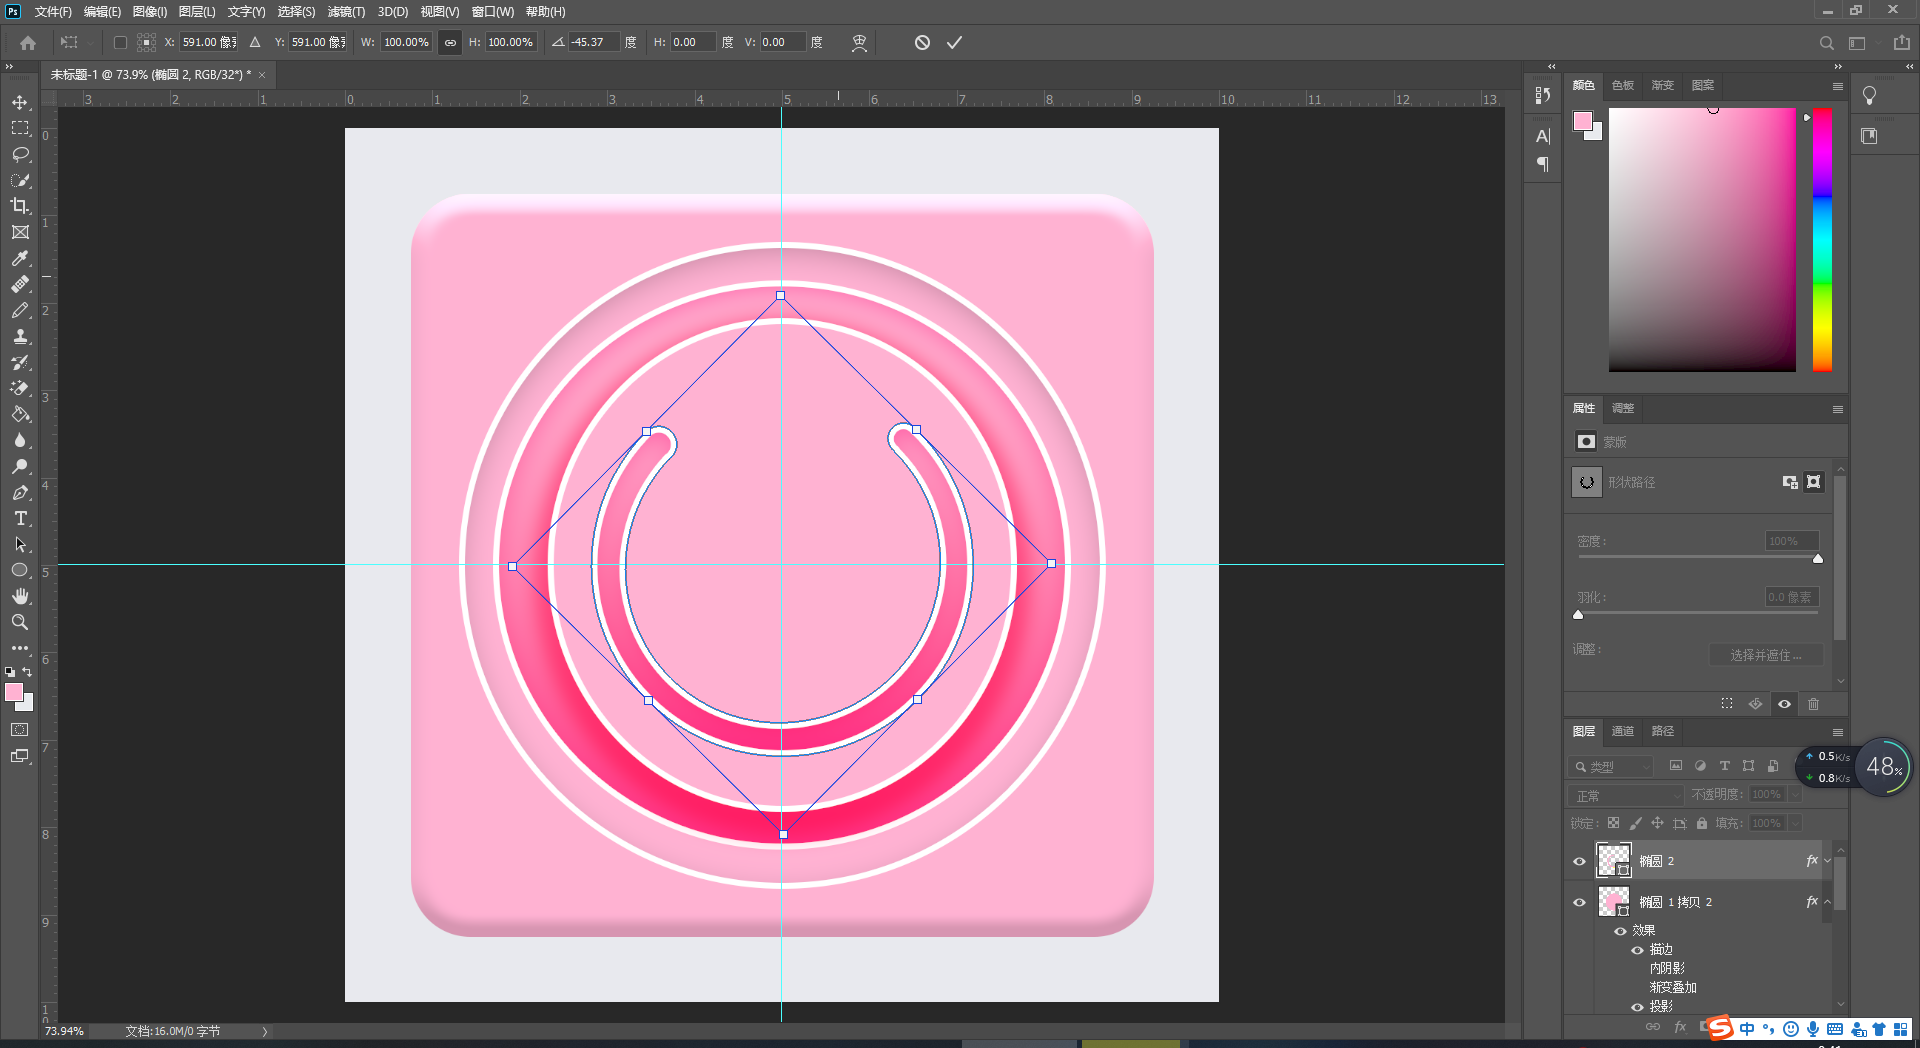 Ps 文件(F) 编辑(E) 图像(I) 图层(L) 文字(Y) 选择(S) 滤镜(T) 3D(D) 视图(V) 窗口(W) 帮助(H)
X: 591.00 像 Y: 591.00 像 W: 100.00% H: 100.00% -45.37 度 H: 0.00 度 V: 0.00 度
未标题-1 @ 73.9% (椭圆 2, RGB/32*) * ×
3 2 1 0 1 2 3 4 5 6 7 8 9 10 11 12 13
0
1
2
3
4
5
6
7
8
9
1
0
颜色 色板 渐变 图案
属性 调整
蒙版
形状路径
密度: 100%
羽化: 0.0 像素
调整: 选择并遮住 ...
图层 通道 路径
类型
0.5K/s
0.8K/s
48%
正常 不透明度: 100%
锁定: 填充: 100%
椭圆 2 fx
椭圆 1 拷贝 2 fx
效果
描边
内阴影
渐变叠加
投影
73.94% 文档:16.0M/0 字节
fx
S 中